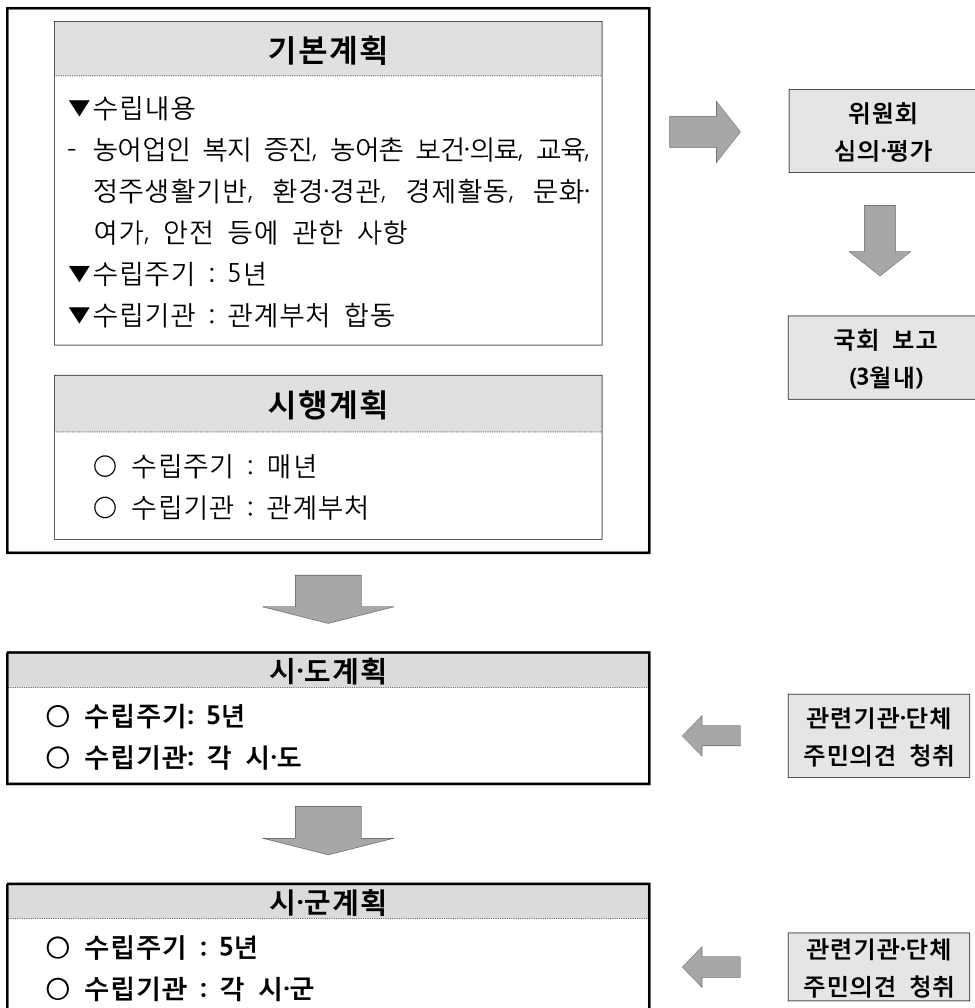 기본계획
▼수립내용
- 농어업인 복지 증진, 농어촌 보건·의료, 교육,
정주생활기반, 환경·경관, 경제활동, 문화·
여가, 안전 등에 관한 사항
▼수립주기 : 5년
▼수립기관 : 관계부처 합동
위원회
심의·평가
국회 보고
(3월내)
시행계획
○ 수립주기 : 매년
○ 수립기관 : 관계부처
시·도계획
○ 수립주기: 5년
○ 수립기관: 각 시·도
관련기관·단체
주민의견 청취
시·군계획
○ 수립주기 : 5년
○ 수립기관 : 각 시·군
관련기관·단체
주민의견 청취